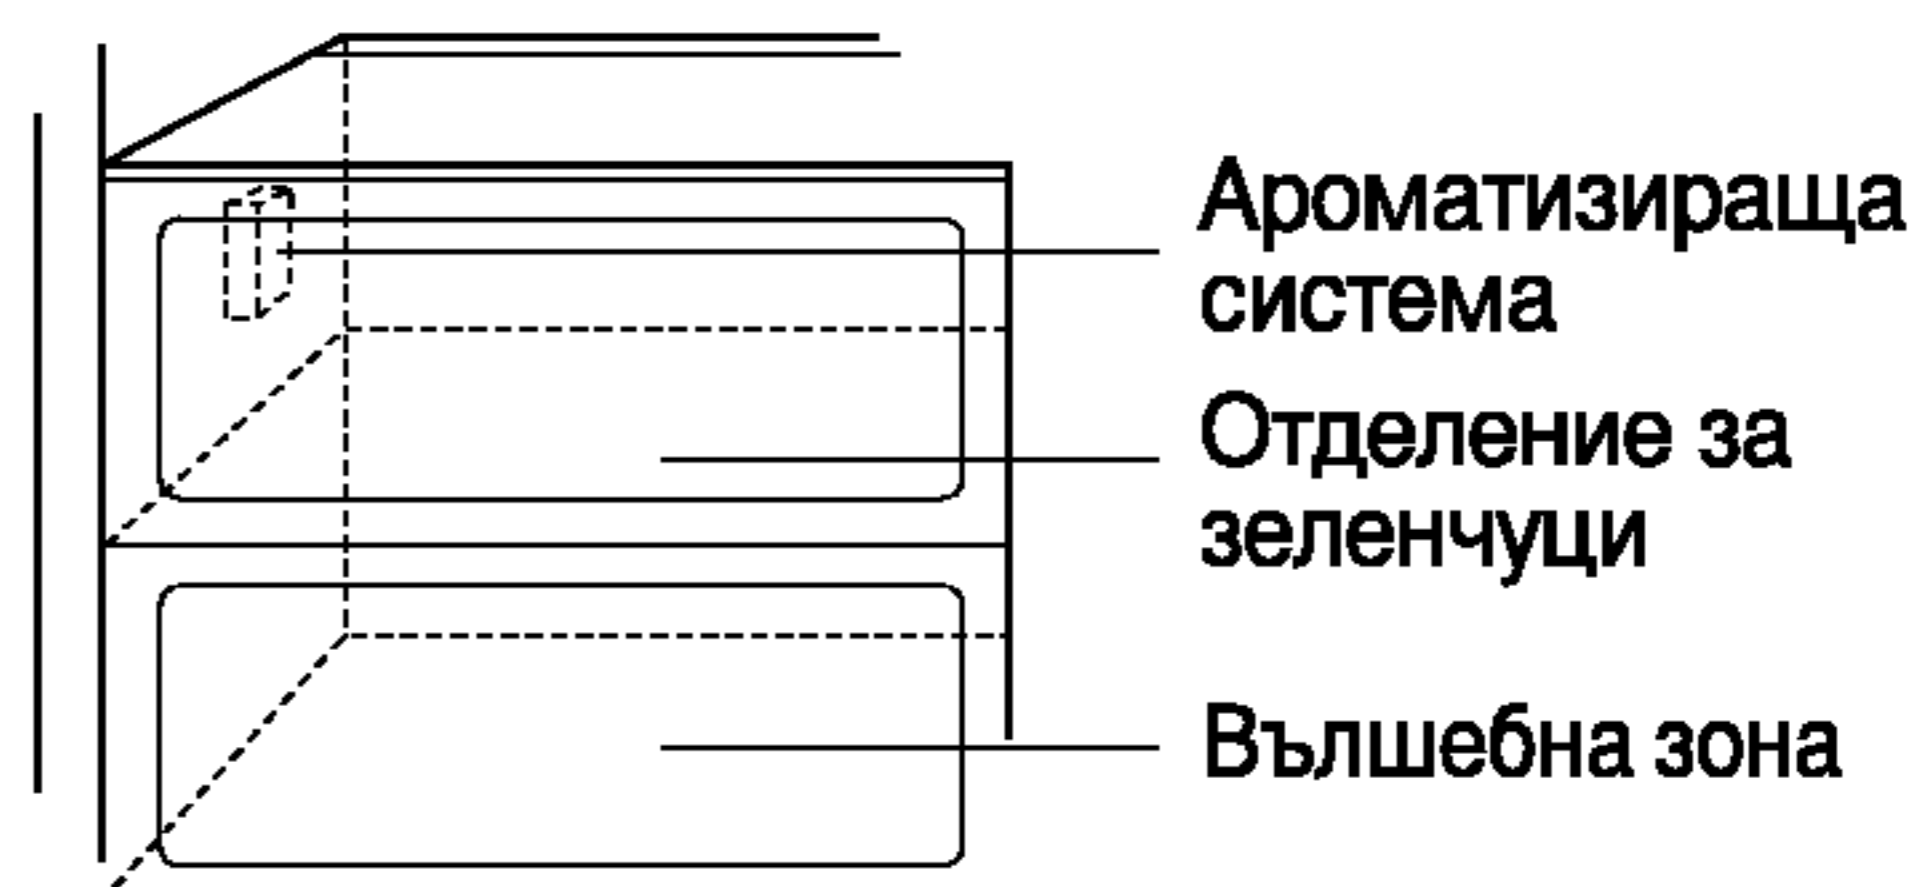 Ароматизираща
система
Отделение за
зеленчуци
Вълшебна зона